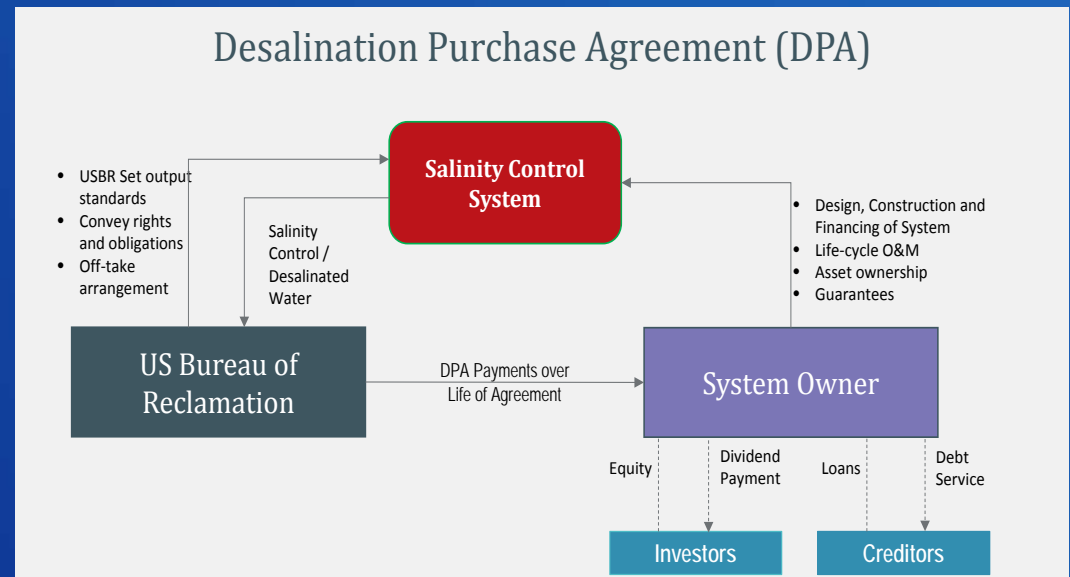 Desalination Purchase Agreement (DPA)
• USBR Set output
standards
• Convey rights
and obligations
• Off-take
arrangement
Salinity
Control /
Desalinated
Water
Salinity Control
System
• Design, Construction and
Financing of System
• Life-cycle O&M
• Asset ownership
• Guarantees
US Bureau of
Reclamation
DPA Payments over
Life of Agreement
System Owner
Equity
Dividend
Payment
Loans
Debt
Service
Investors
Creditors